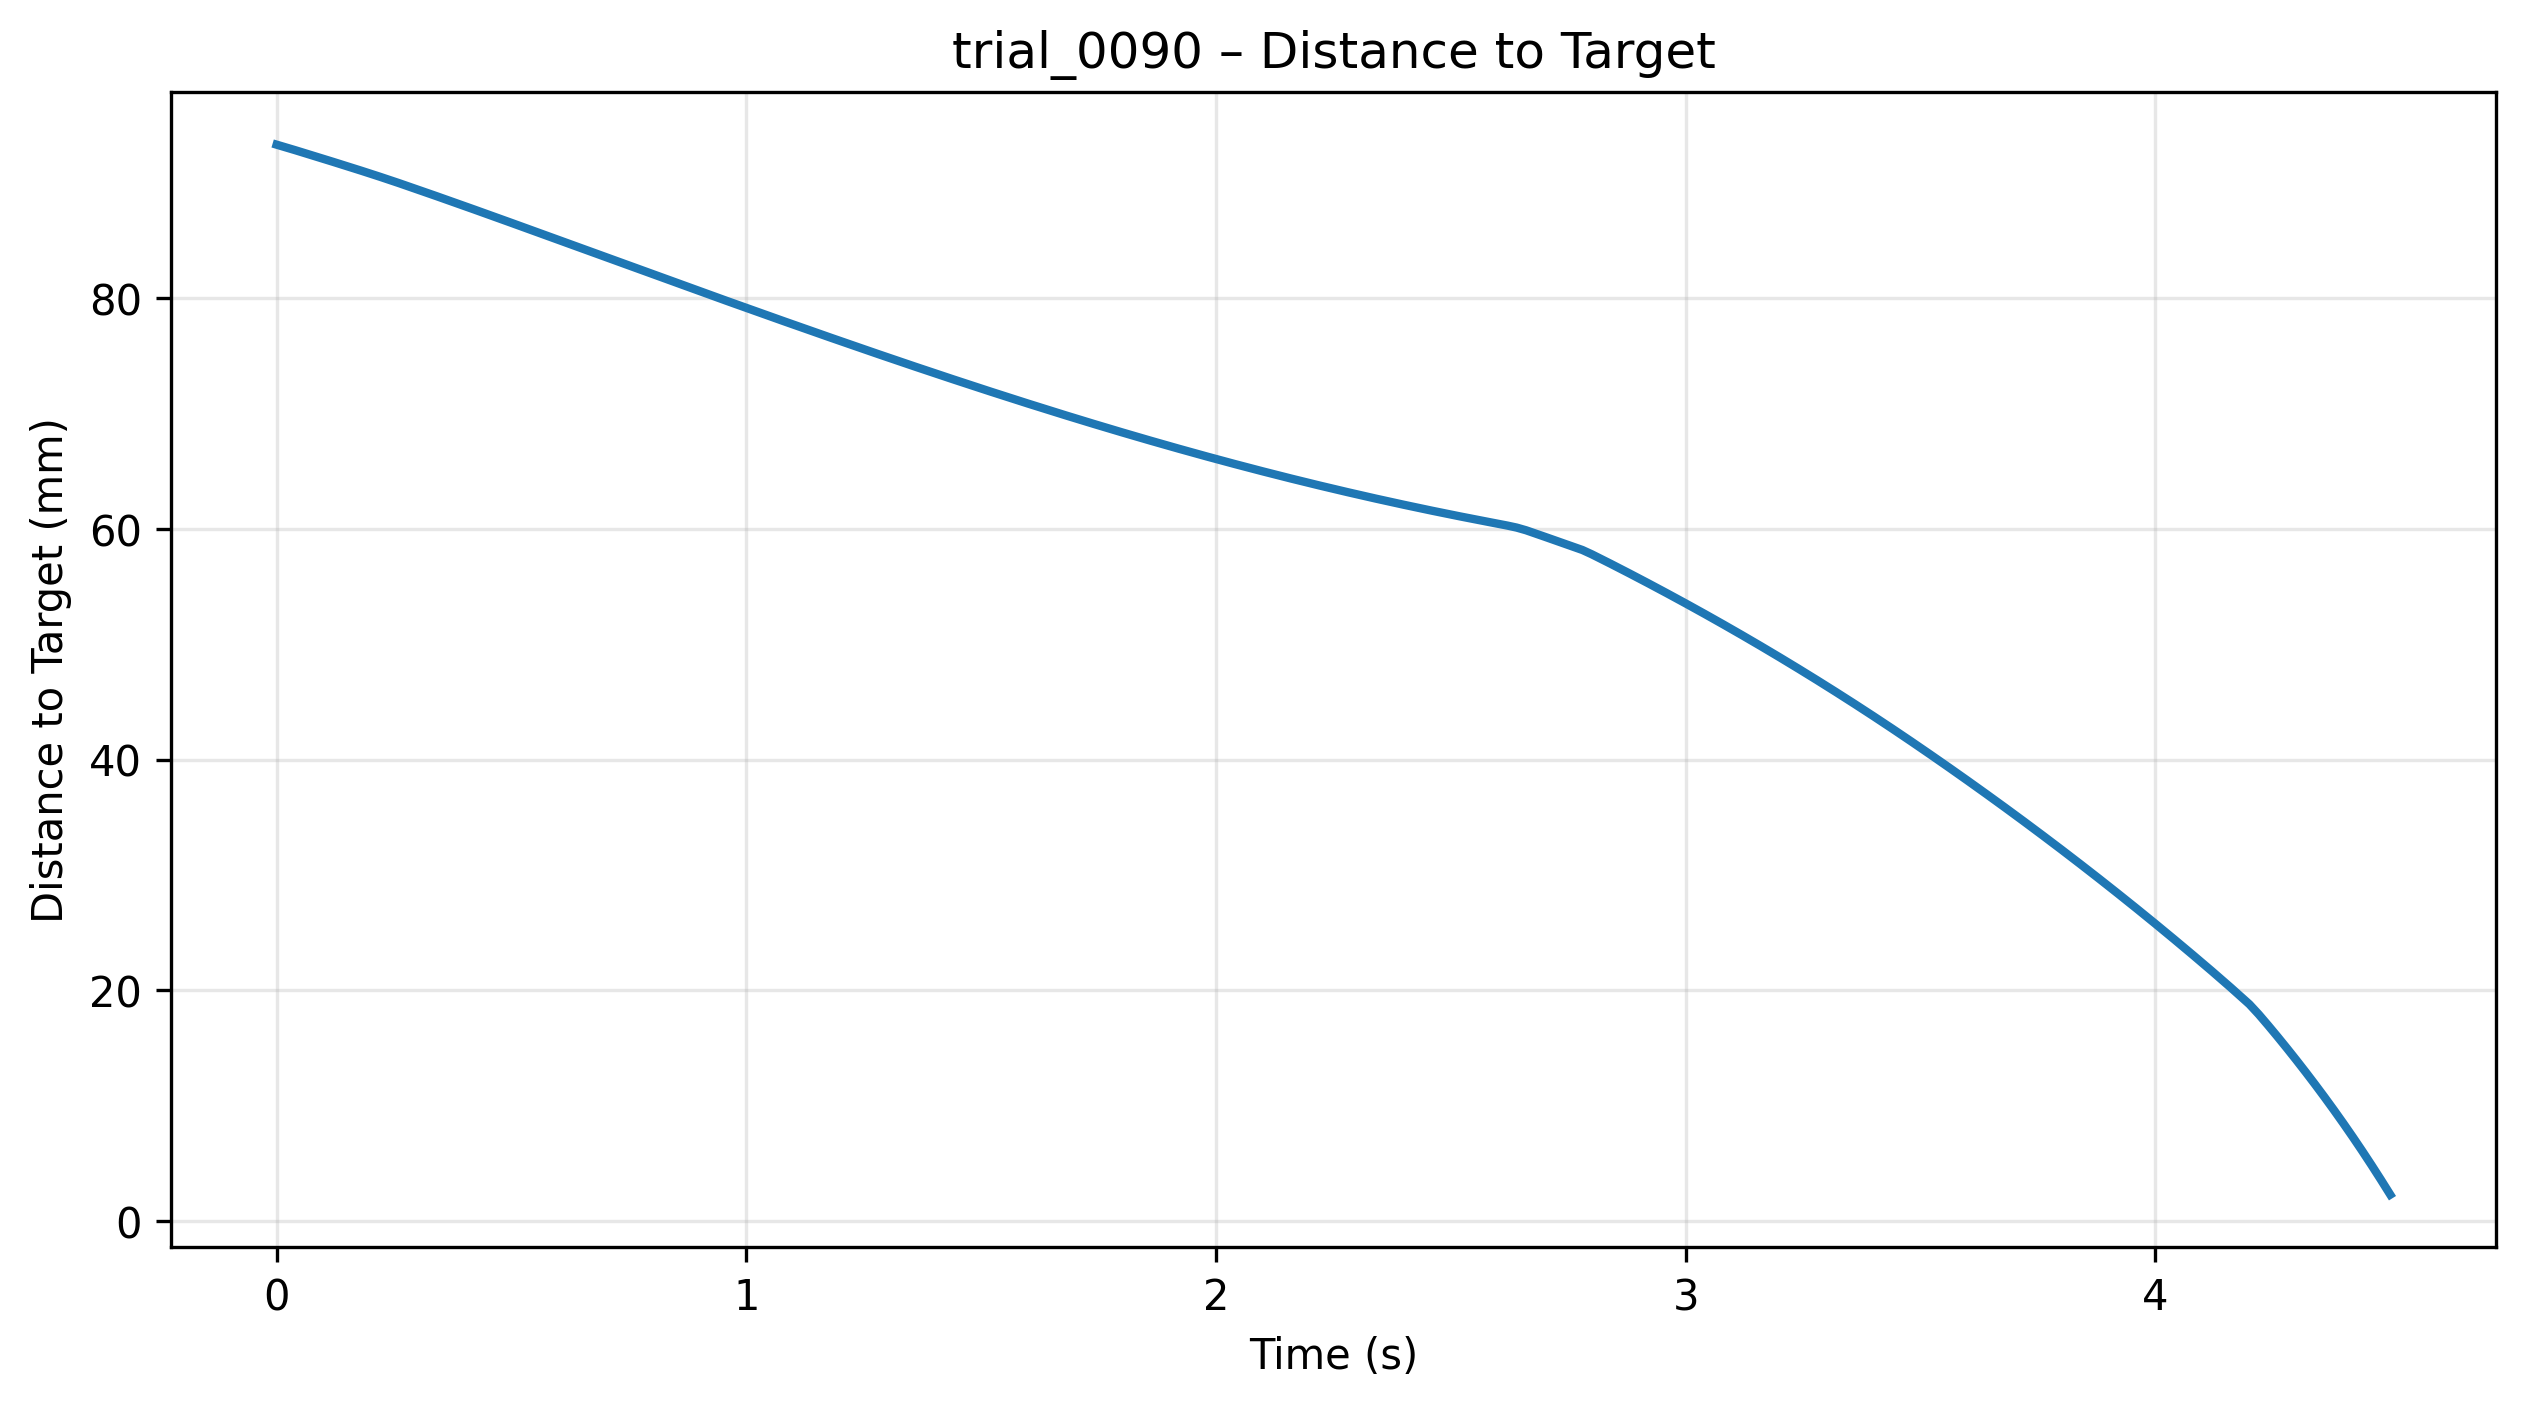 trial_0090 – Distance to Target
Distance to Target (mm)
80
60
40
20
0
0 1 2 3 4
Time (s)